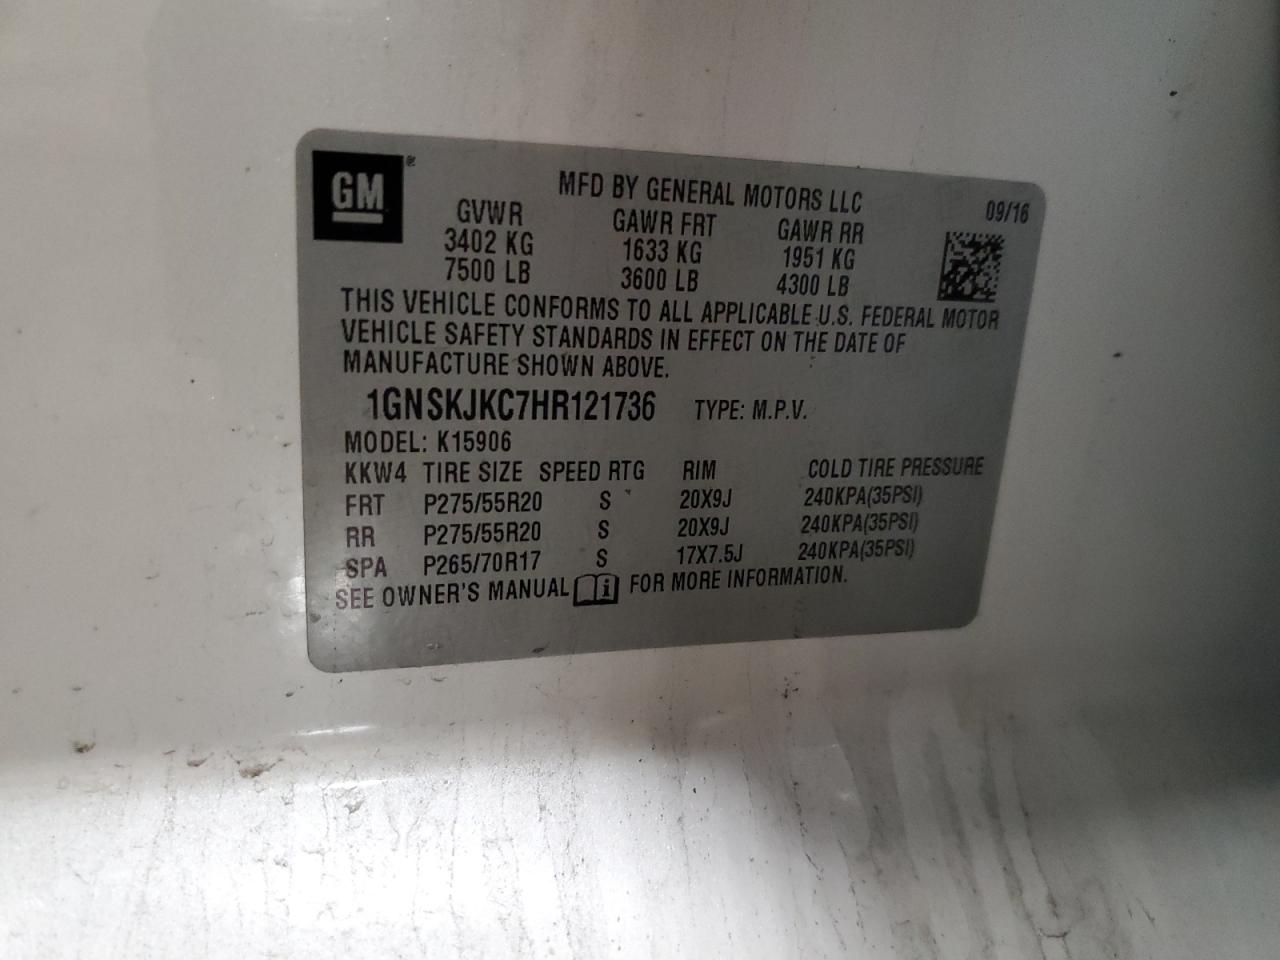 GM®
MFD BY GENERAL MOTORS LLC
09/16
GVWR GAWR FRT GAWR RR
3402 KG 1633 KG 1951 KG
7500 LB 3600 LB 4300 LB
THIS VEHICLE CONFORMS TO ALL APPLICABLE U.S. FEDERAL MOTOR
VEHICLE SAFETY STANDARDS IN EFFECT ON THE DATE OF
MANUFACTURE SHOWN ABOVE.
1GNSKJKC7HR121736 TYPE: M.P.V.
MODEL: K15906
KKW4 TIRE SIZE SPEED RTG RIM COLD TIRE PRESSURE
FRT P275/55R20 S 20X9J 240KPA(35PSI)
RR P275/55R20 S 20X9J 240KPA(35PSI)
SPA P265/70R17 S 17X7.5J 240KPA(35PSI)
SEE OWNER'S MANUAL i FOR MORE INFORMATION.